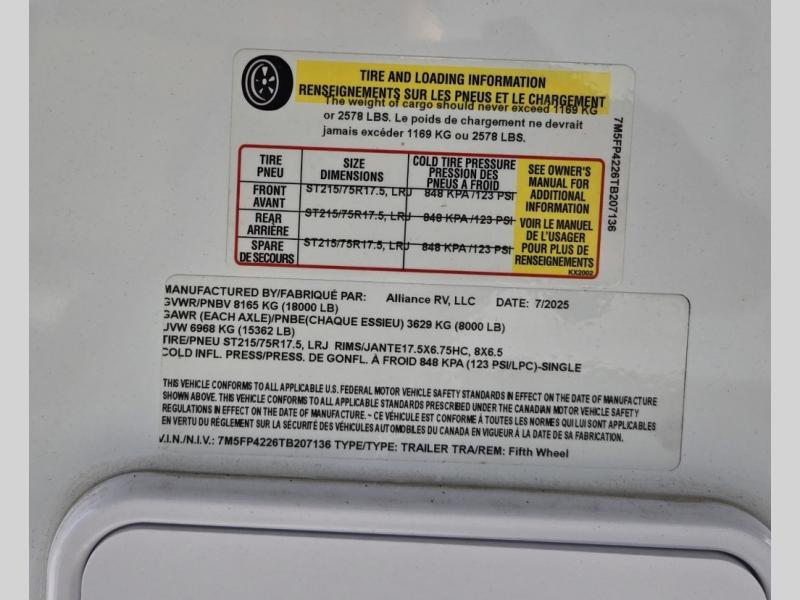 TIRE AND LOADING INFORMATION
RENSEIGNEMENTS SUR LES PNEUS ET LE CHARGEMENT
The weight of cargo should never exceed 1169 KG
or 2578 LBS. Le poids de chargement ne devrait
jamais excéder 1169 KG ou 2578 LBS.
TIRE
PNEU
SIZE
DIMENSIONS
COLD TIRE PRESSURE
PRESSION DES
PNEUS A FROID
SEE OWNER'S
MANUAL FOR
ADDITIONAL
INFORMATION
VOIR LE MANUEL
DE L'USAGER
POUR PLUS DE
RENSEIGNEMENTS
FRONT
AVANT
ST215/75R17.5, LRJ
848 KPA /123 PSI
REAR
ARRIÈRE
ST215/75R17.5, LRJ
848 KPA /123 PSI
SPARE
DE SECOURS
ST215/75R17.5, LRJ
848 KPA /123 PSI
KX2002
7M5FP4226TB207136
MANUFACTURED BY/FABRIQUÉ PAR: Alliance RV, LLC DATE: 7/2025
GVWR/PNBV 8165 KG (18000 LB)
GAWR (EACH AXLE)/PNBE(CHAQUE ESSIEU) 3629 KG (8000 LB)
UVW 6968 KG (15362 LB)
TIRE/PNEU ST215/75R17.5, LRJ RIMS/JANTE17.5X6.75HC, 8X6.5
COLD INFL. PRESS/PRESS. DE GONFL. À FROID 848 KPA (123 PSI/LPC)-SINGLE
THIS VEHICLE CONFORMS TO ALL APPLICABLE U.S. FEDERAL MOTOR VEHICLE SAFETY STANDARDS IN EFFECT ON THE DATE OF MANUFACTURE
SHOWN ABOVE. THIS VEHICLE CONFORMS TO ALL APPLICABLE STANDARDS PRESCRIBED UNDER THE CANADIAN MOTOR VEHICLE SAFETY
REGULATIONS IN EFFECT ON THE DATE OF MANUFACTURE. ~ CE VÉHICULE EST CONFORME À TOUTES LES NORMES QUI LUI SONT APPLICABLES
EN VERTU DU RÉGLEMENT SUR LA SÉCURITÉ DES VÉHICULES AUTOMOBILES DU CANADA EN VIGUEUR À LA DATE DE SA FABRICATION.
V.I.N./N.I.V.: 7M5FP4226TB207136 TYPE/TYPE: TRAILER TRA/REM: Fifth Wheel